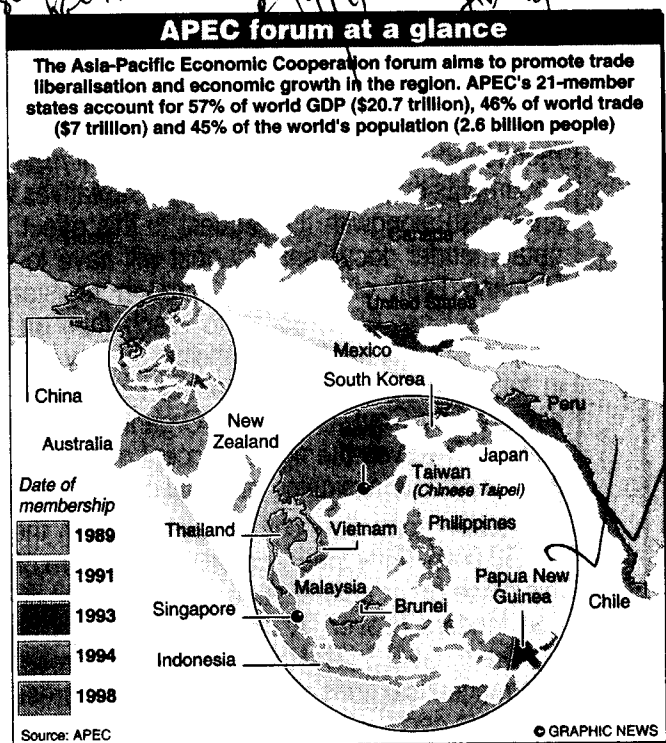 APEC forum at a glance
The Asia-Pacific Economic Cooperation forum aims to promote trade
liberalisation and economic growth in the region. APEC's 21-member
states account for 57% of world GDP ($20.7 trillion), 46% of world trade
($7 trillion) and 45% of the world's population (2.6 billion people)
United States
Mexico
South Korea
China
Peru
New
Zealand
Australia
Japan
Taiwan
(Chinese Taipei)
Date of
membership
1989
1991
1993
1994
1998
Thailand
Vietnam
Philippines
Malaysia
Papua New
Guinea
Singapore
Brunei
Chile
Indonesia
Source: APEC
© GRAPHIC NEWS